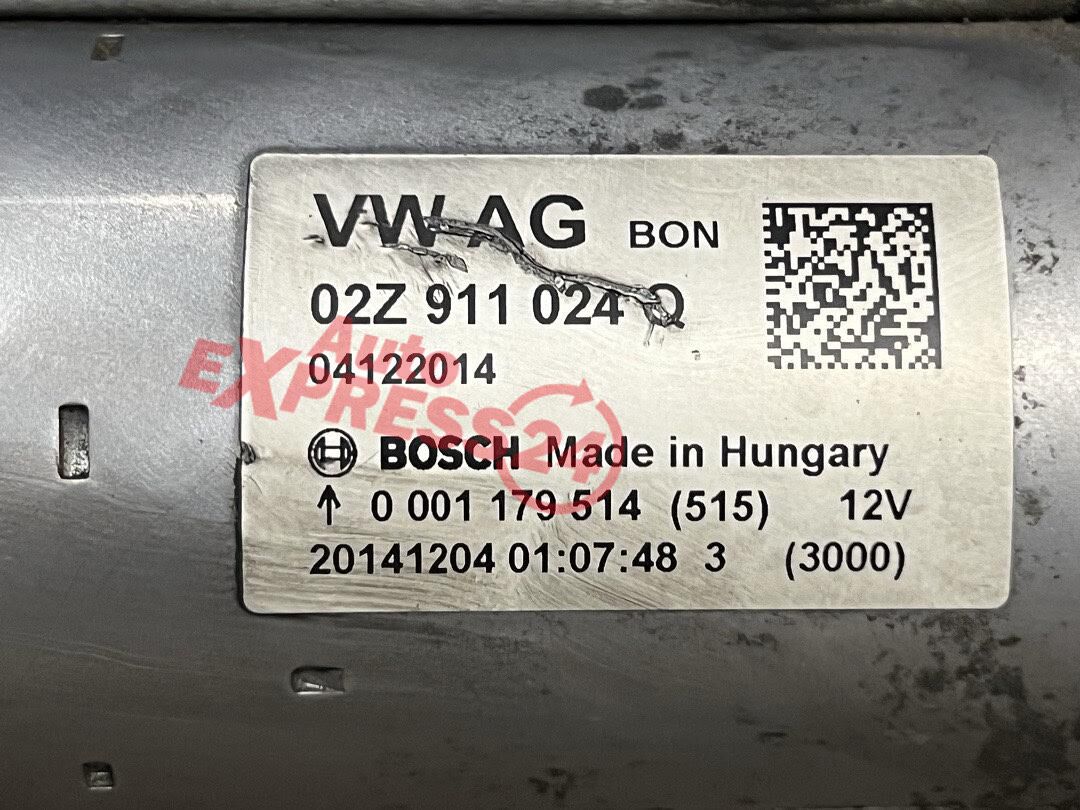 VW AG BON
02Z 911 024 Q
04122014
Auto
EXPRESS24
BOSCH Made in Hungary
↑ 0 001 179 514 (515) 12V
20141204 01:07:48 3 (3000)